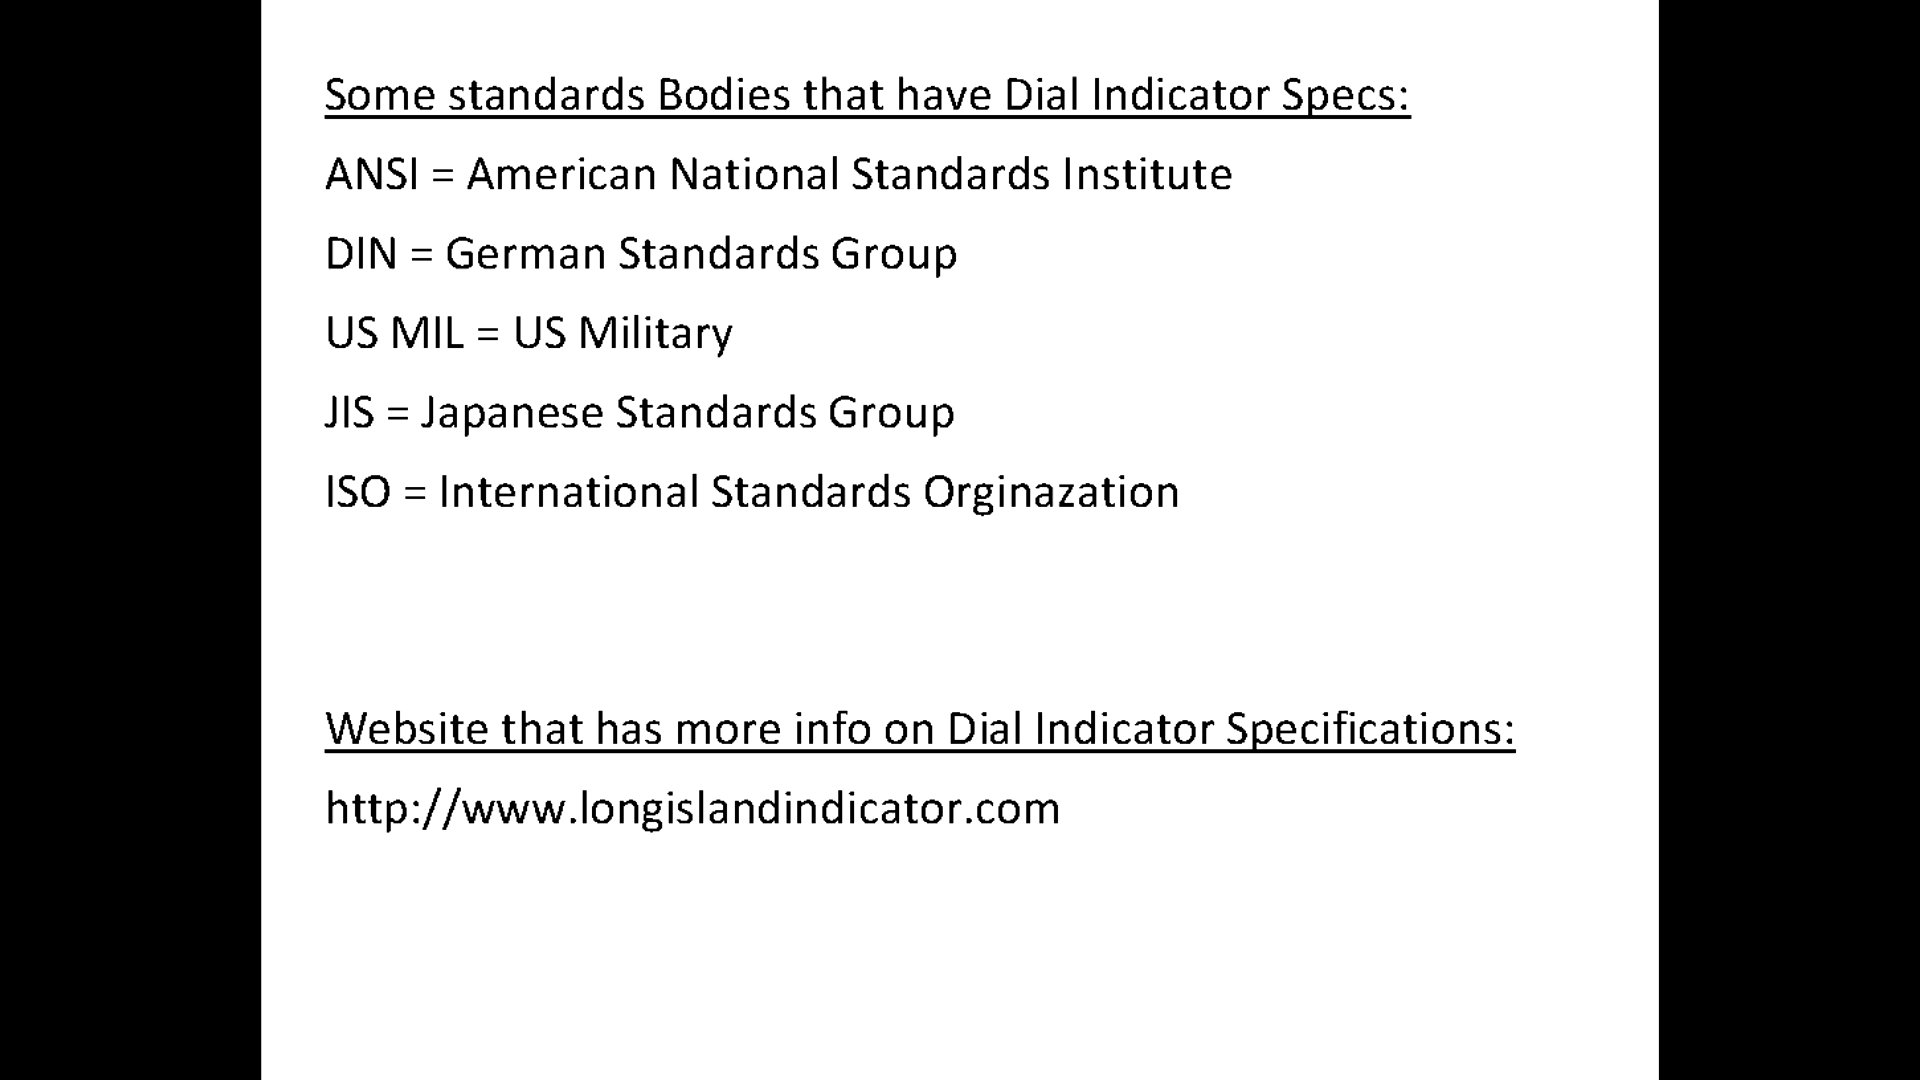 Some standards Bodies that have Dial Indicator Specs:
ANSI = American National Standards Institute
DIN = German Standards Group
US MIL = US Military
JIS = Japanese Standards Group
ISO = International Standards Orginazation
Website that has more info on Dial Indicator Specifications:
http://www.longislandindicator.com